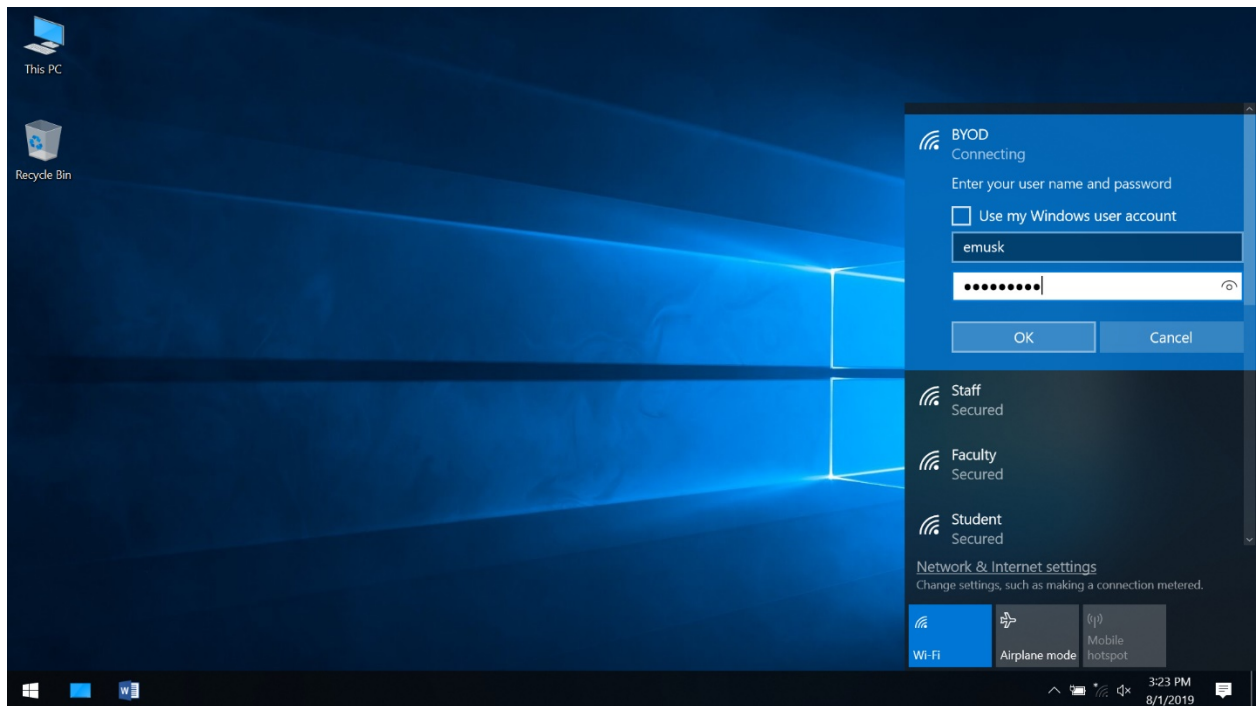 This PC
Recycle Bin
BYOD
Connecting
Enter your user name and password
Use my Windows user account
emusk
•••••••••
OK
Cancel
Staff
Secured
Faculty
Secured
Student
Secured
Network & Internet settings
Change settings, such as making a connection metered.
Wi-Fi
Airplane mode
Mobile
hotspot
W
3:23 PM
8/1/2019